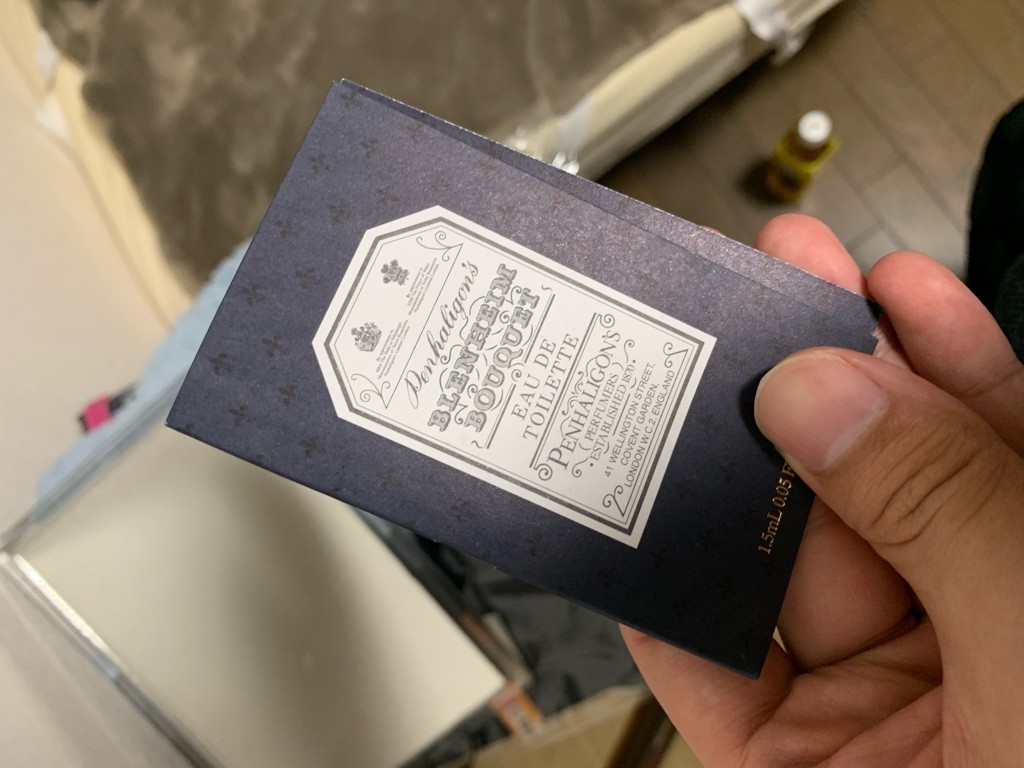 Penhaligon's
BLENHEIM
BOUQUET
EAU DE
TOILETTE
PENHALIGON'S
(PERFUMERS)
ESTABLISHED 1870.
41 WELLINGTON STREET,
COVENT GARDEN,
LONDON W.C.2. ENGLAND
1.5mL 0.05 F